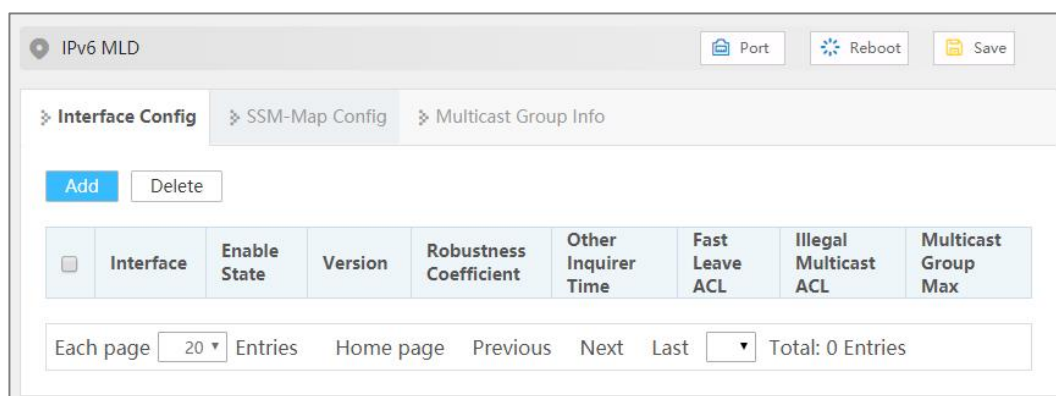 IPv6 MLD
Port
Reboot
Save
Interface Config
SSM-Map Config
Multicast Group Info
Add
Delete
Interface
Enable
State
Version
Robustness
Coefficient
Other
Inquirer
Time
Fast
Leave
ACL
Illegal
Multicast
ACL
Multicast
Group
Max
Each page 20 Entries Home page Previous Next Last Total: 0 Entries